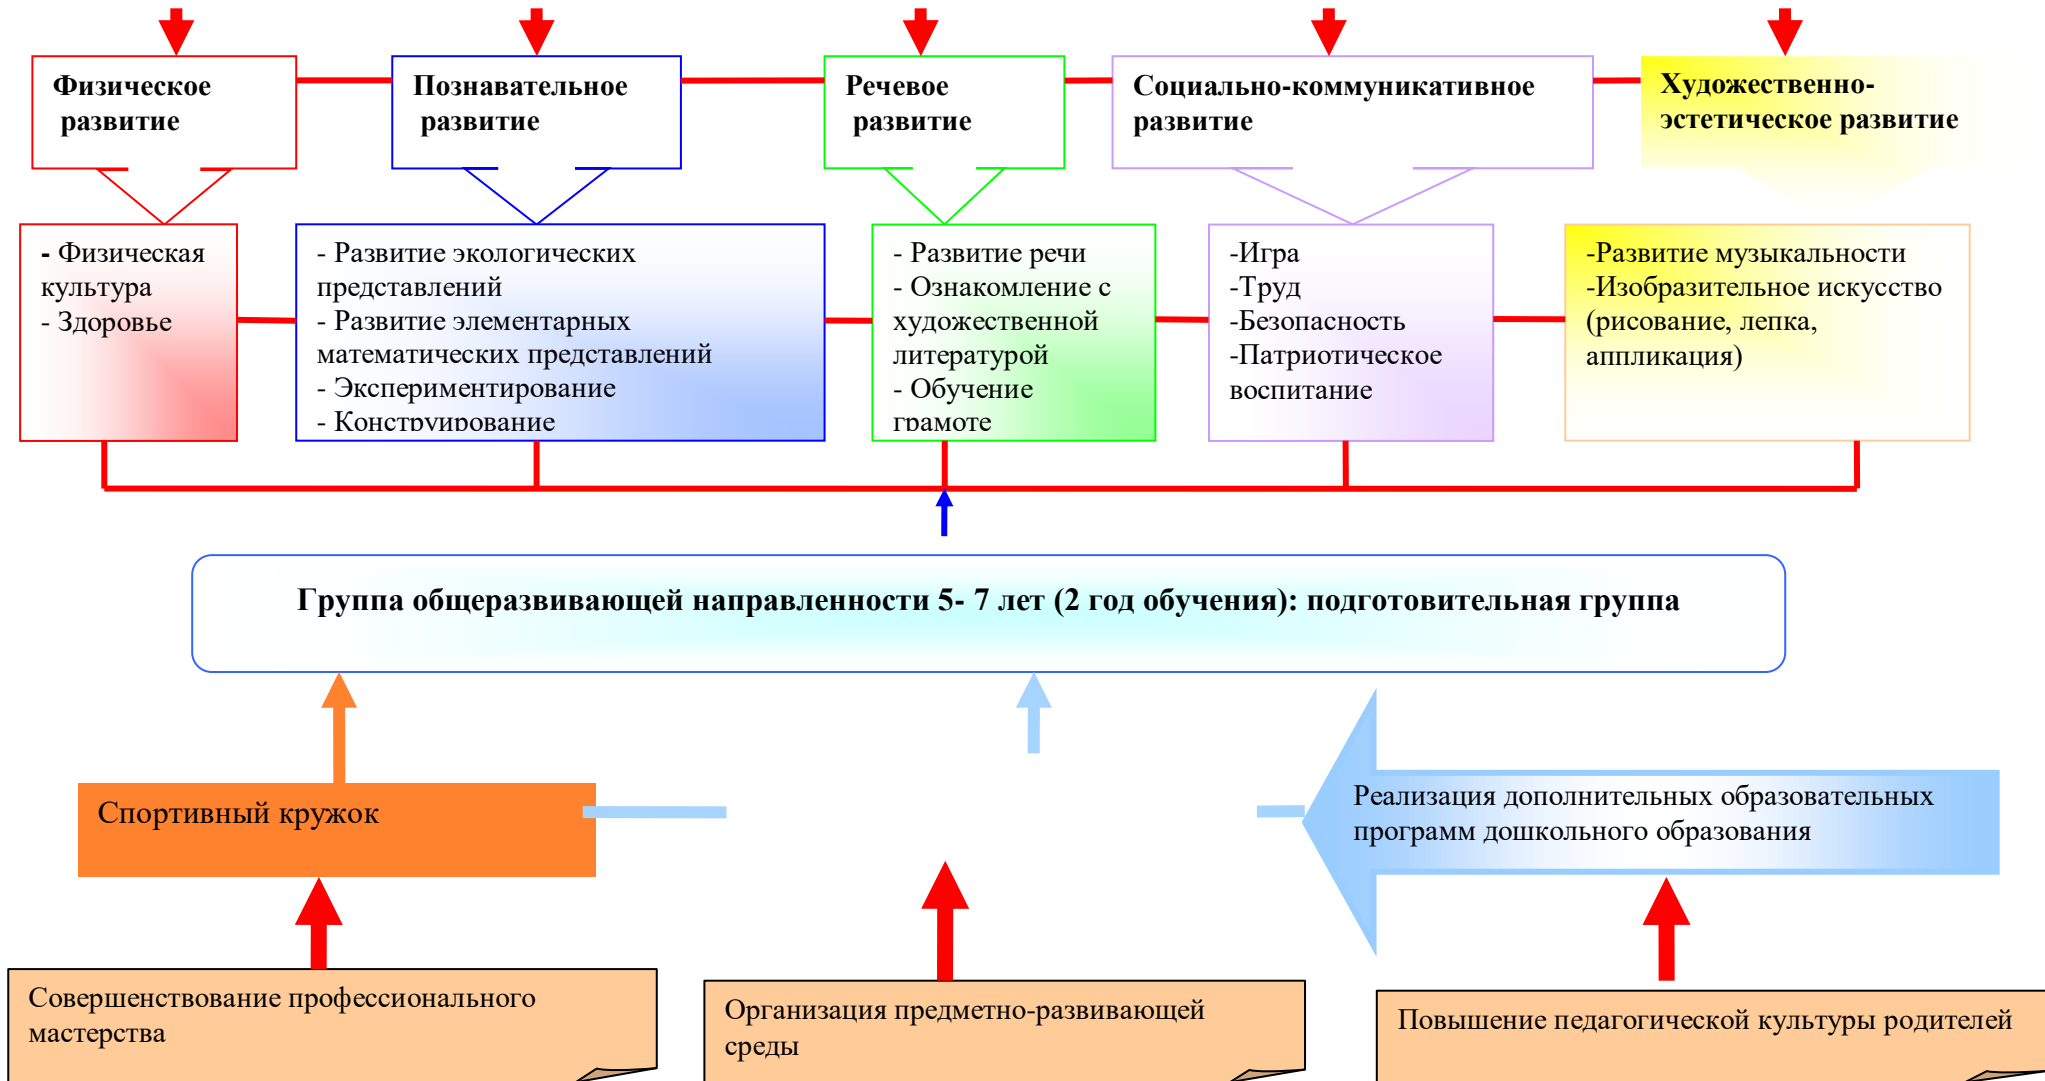 Физическое
развитие
Познавательное
развитие
Речевое
развитие
Социально-коммуникативное
развитие
Художественно-
эстетическое развитие
- Физическая
культура
- Здоровье
- Развитие экологических
представлений
- Развитие элементарных
математических представлений
- Экспериментирование
- Конструирование
- Развитие речи
- Ознакомление с
художественной
литературой
- Обучение
грамоте
-Игра
-Труд
-Безопасность
-Патриотическое
воспитание
-Развитие музыкальности
-Изобразительное искусство
(рисование, лепка,
аппликация)
Группа общеразвивающей направленности 5- 7 лет (2 год обучения): подготовительная группа
Спортивный кружок
Реализация дополнительных образовательных
программ дошкольного образования
Совершенствование профессионального
мастерства
Организация предметно-развивающей
среды
Повышение педагогической культуры родителей